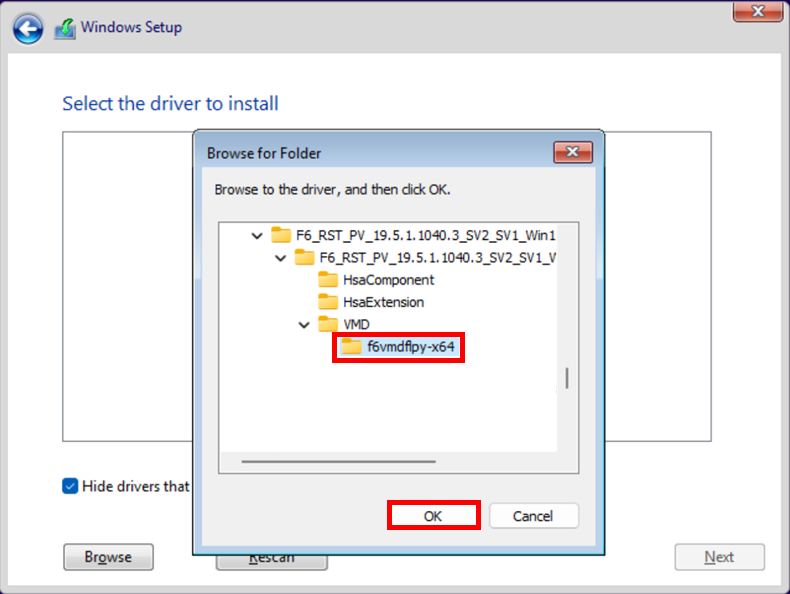 Windows Setup
Select the driver to install
Browse for Folder
Browse to the driver, and then click OK.
F6_RST_PV_19.5.1.1040.3_SV2_SV1_Win1
F6_RST_PV_19.5.1.1040.3_SV2_SV1_W
HsaComponent
HsaExtension
VMD
f6vmdflpy-x64
Hide drivers that
OK
Cancel
Browse
Rescan
Next